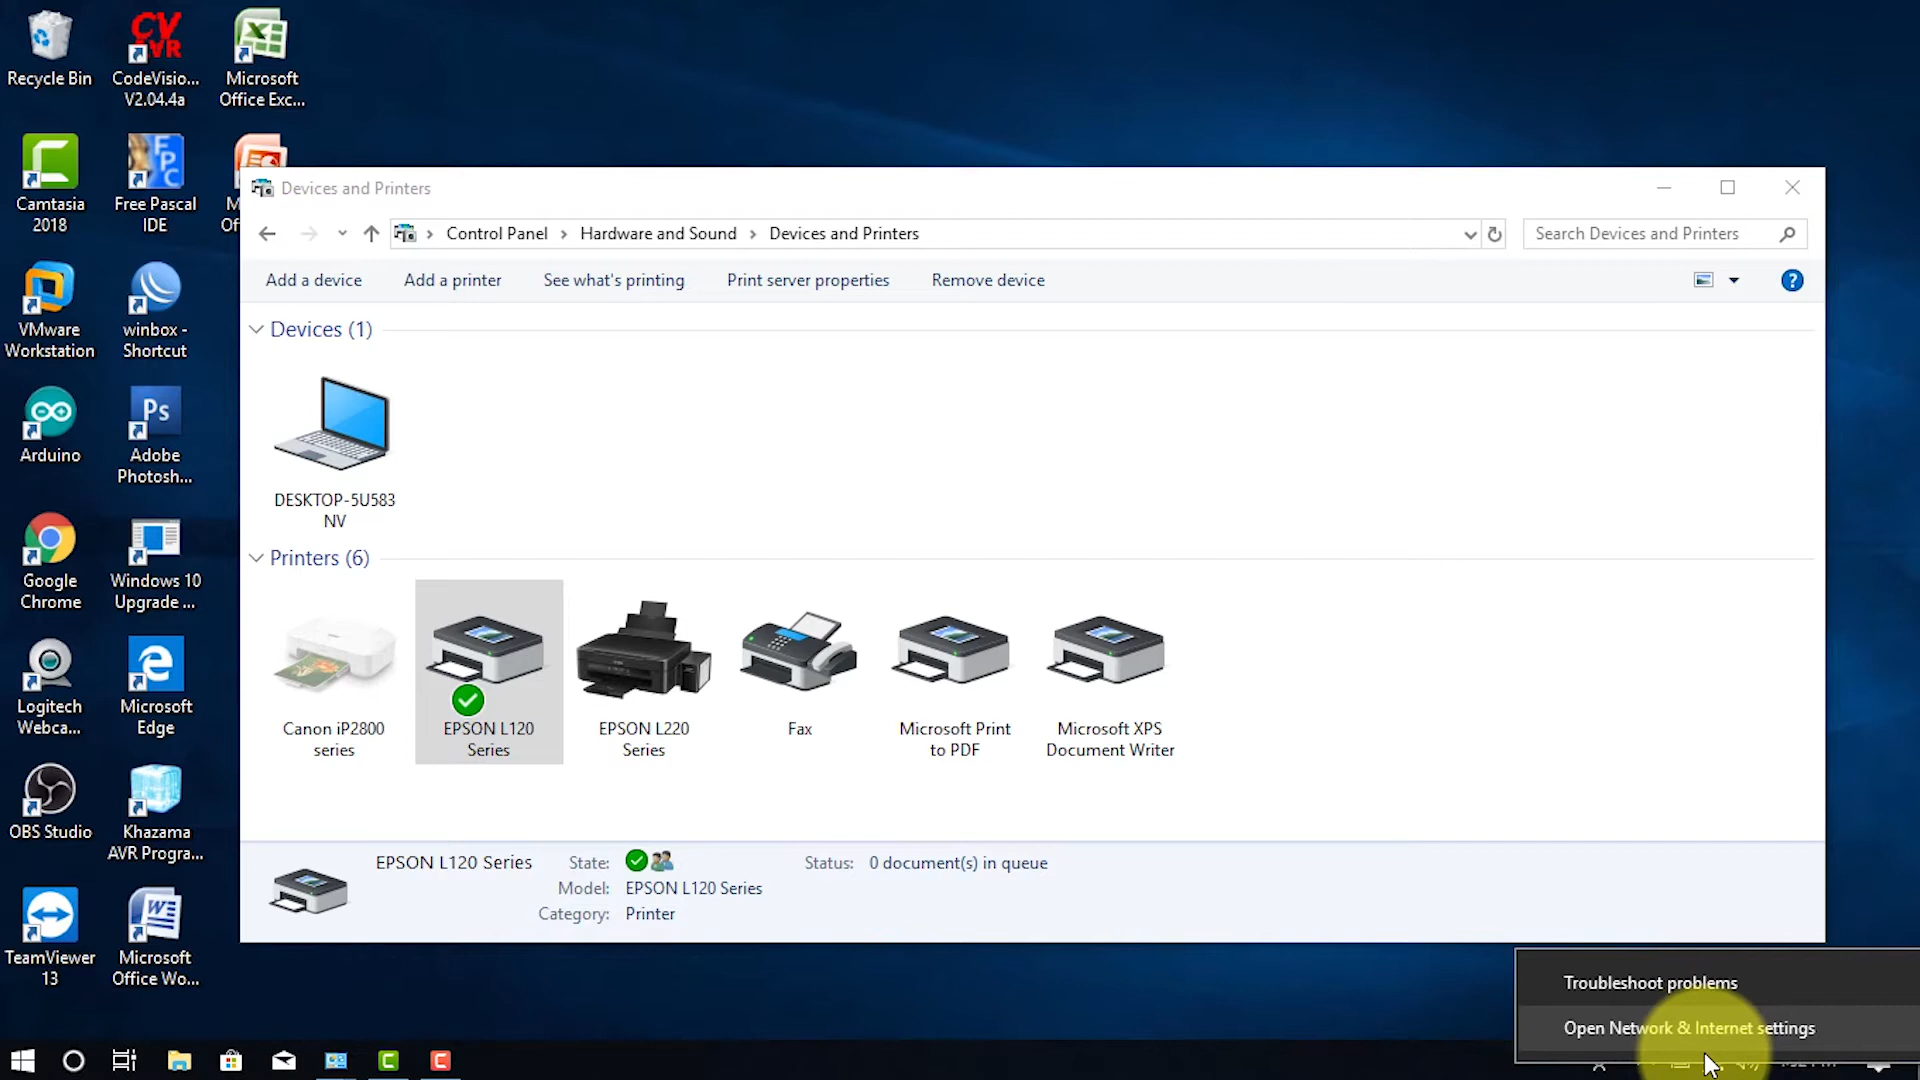 Recycle Bin
CodeVisio...
V2.04.4a
Microsoft
Office Exc...
Camtasia
2018
Free Pascal
IDE
VMware
Workstation
winbox -
Shortcut
Arduino
Adobe
Photosh...
Google
Chrome
Windows 10
Upgrade ...
Logitech
Webca...
Microsoft
Edge
OBS Studio
Khazama
AVR Progra...
TeamViewer
13
Microsoft
Office Wo...
Devices and Printers
Control Panel > Hardware and Sound > Devices and Printers
Search Devices and Printers
Add a device
Add a printer
See what's printing
Print server properties
Remove device
Devices (1)
DESKTOP-5U583
NV
Printers (6)
Canon iP2800
series
EPSON L120
Series
EPSON L220
Series
Fax
Microsoft Print
to PDF
Microsoft XPS
Document Writer
EPSON L120 Series
State:
Status: 0 document(s) in queue
Model: EPSON L120 Series
Category: Printer
Troubleshoot problems
Open Network & Internet settings